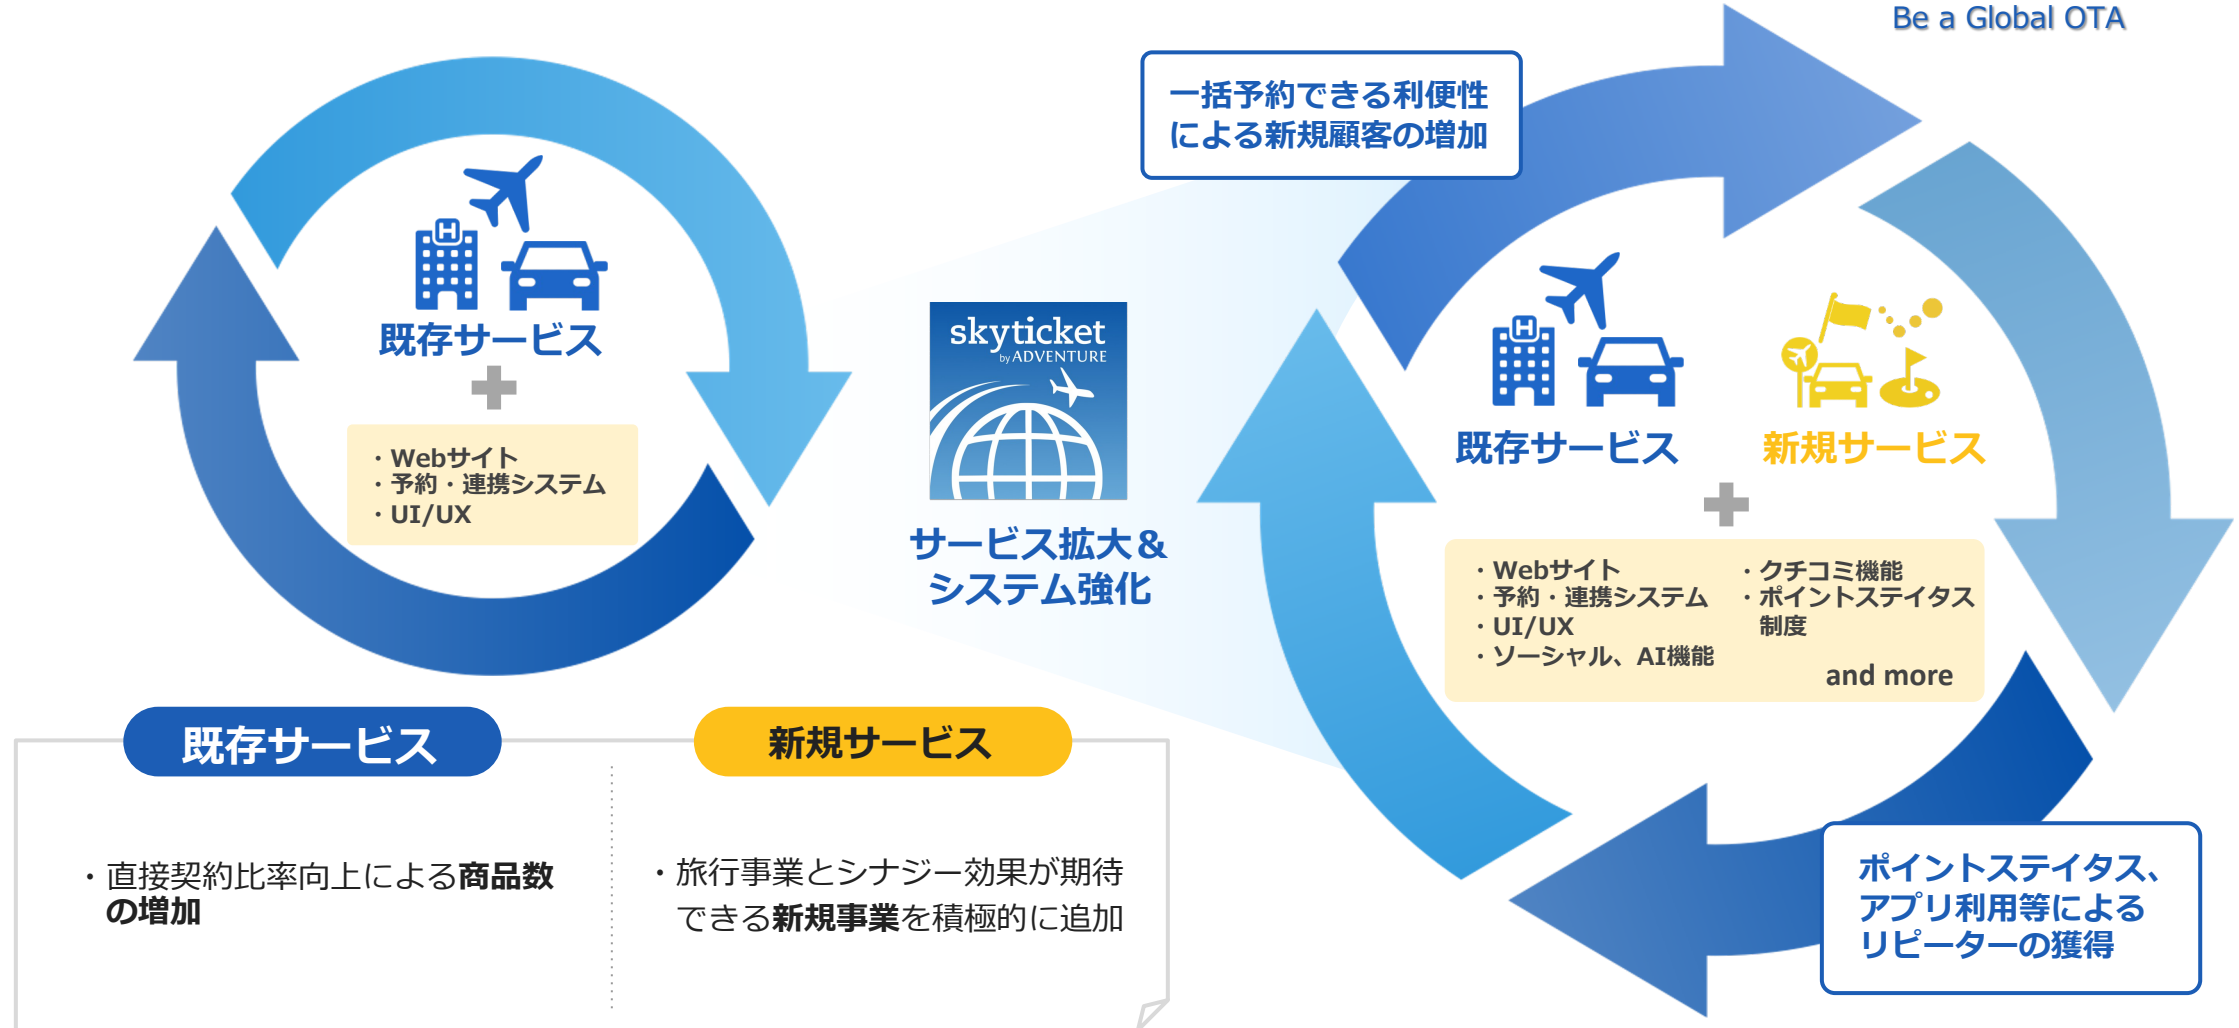 Be a Global OTA
一括予約できる利便性
による新規顧客の増加
H
既存サービス
・Webサイト
・予約・連携システム
・UI/UX
skyticket
by ADVENTURE
サービス拡大＆
システム強化
H
既存サービス
新規サービス
・Webサイト
・予約・連携システム
・UI/UX
・ソーシャル、AI機能
・クチコミ機能
・ポイントステイタス
制度
and more
既存サービス
・直接契約比率向上による商品数
の増加
新規サービス
・旅行事業とシナジー効果が期待
できる新規事業を積極的に追加
ポイントステイタス、
アプリ利用等による
リピーターの獲得